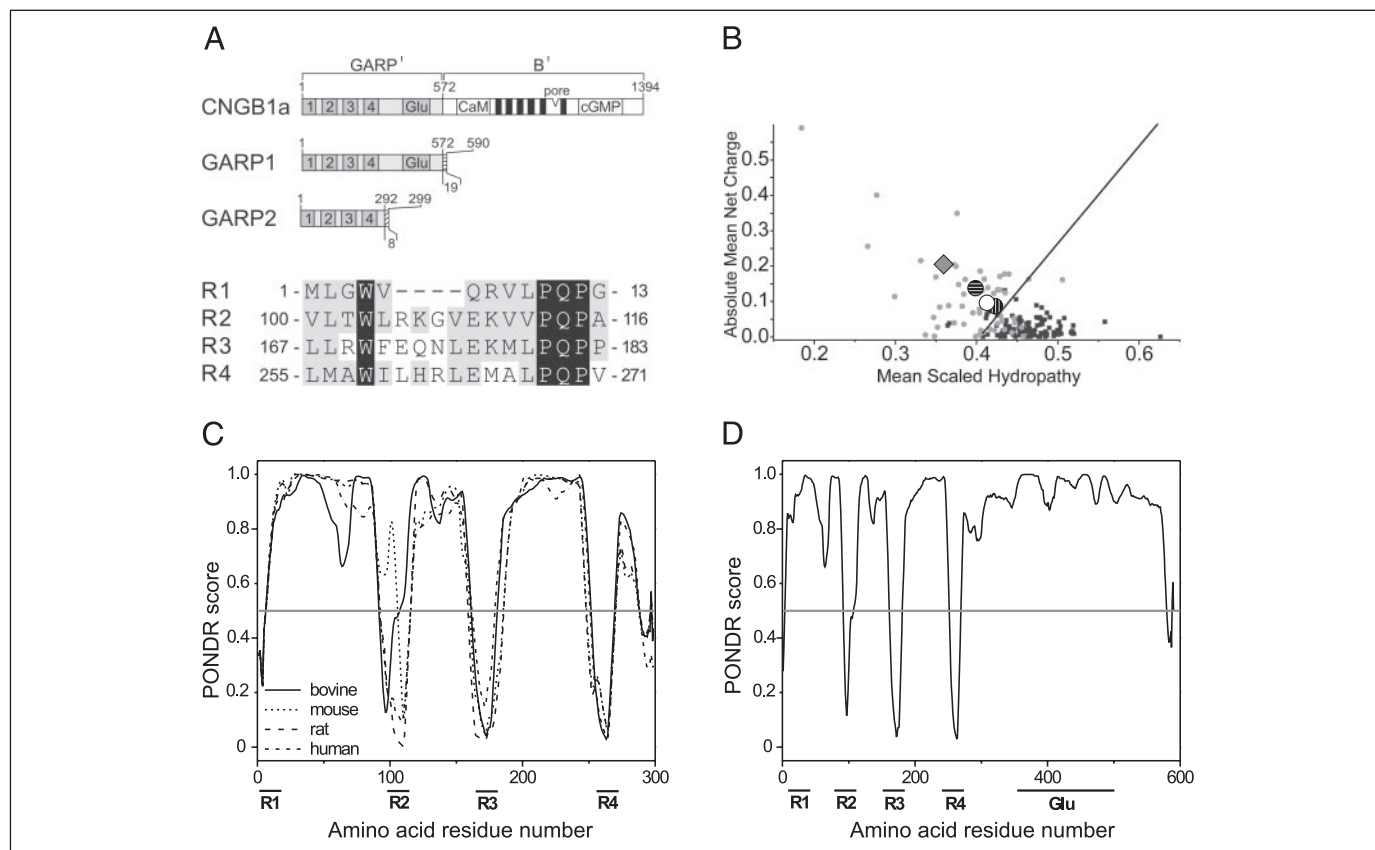 A
GARP' B'
1 572 1394
pore
CNGB1a 1 2 3 4 Glu CaM cGMP
1 572 590
GARP1 1 2 3 4 Glu
19
1 292 299
GARP2 1 2 3 4
8
R1 1 - MLGWV----QRVLPQPG - 13
R2 100 - VLTWLRKGVEKVVPQPA - 116
R3 167 - LLRWFEQNLEKMLPQPP - 183
R4 255 - LMAWILHRLEMALPQPV - 271
B
Absolute Mean Net Charge
0.5
0.4
0.3
0.2
0.1
0.0
0.2 0.3 0.4 0.5 0.6
Mean Scaled Hydropathy
C
PONDR score
1.0
0.8
0.6
0.4
0.2
0
bovine
mouse
rat
human
0 100 200 300
R1 R2 R3 R4
Amino acid residue number
D
PONDR score
1.0
0.8
0.6
0.4
0.2
0
0 200 400 600
R1 R2 R3 R4 Glu
Amino acid residue number